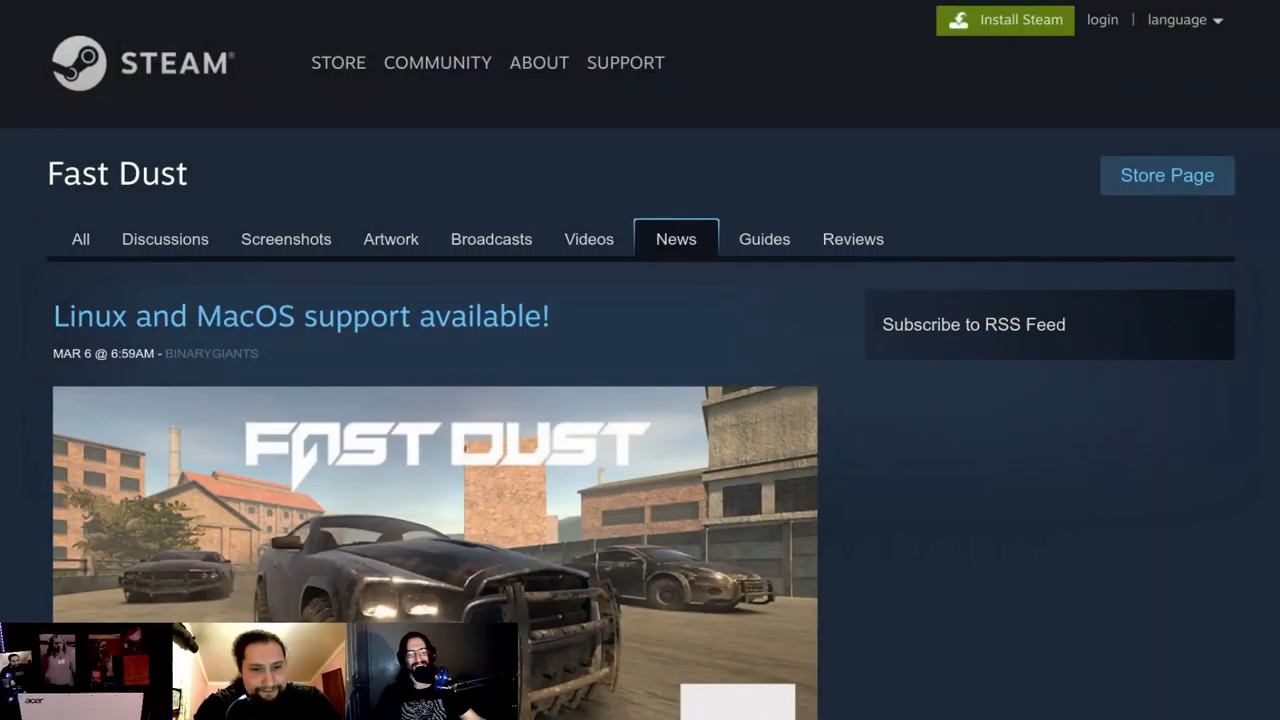 Install Steam login | language
STEAM® STORE COMMUNITY ABOUT SUPPORT
Fast Dust
Store Page
All Discussions Screenshots Artwork Broadcasts Videos News Guides Reviews
Linux and MacOS support available!
Subscribe to RSS Feed
MAR 6 @ 6:59AM - BINARYGIANTS
FAST DUST
acer